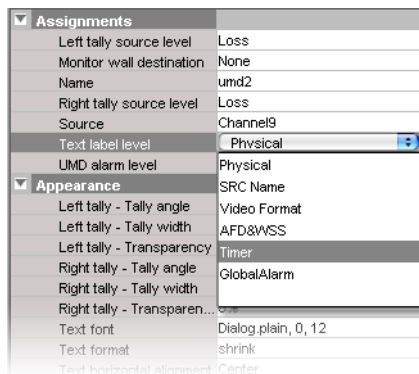 Assignments
Left tally source level Loss
Monitor wall destination None
Name umd2
Right tally source level Loss
Source Channel9
Text label level Physical
UMD alarm level Physical
Appearance SRC Name
Left tally - Tally angle Video Format
Left tally - Tally width AFD&WSS
Left tally - Transparency Timer
Right tally - Tally angle GlobalAlarm
Right tally - Tally width
Right tally - Transparen...
Text font Dialog.plain, 0, 12
Text format shrink
Text horizontal alignment Center